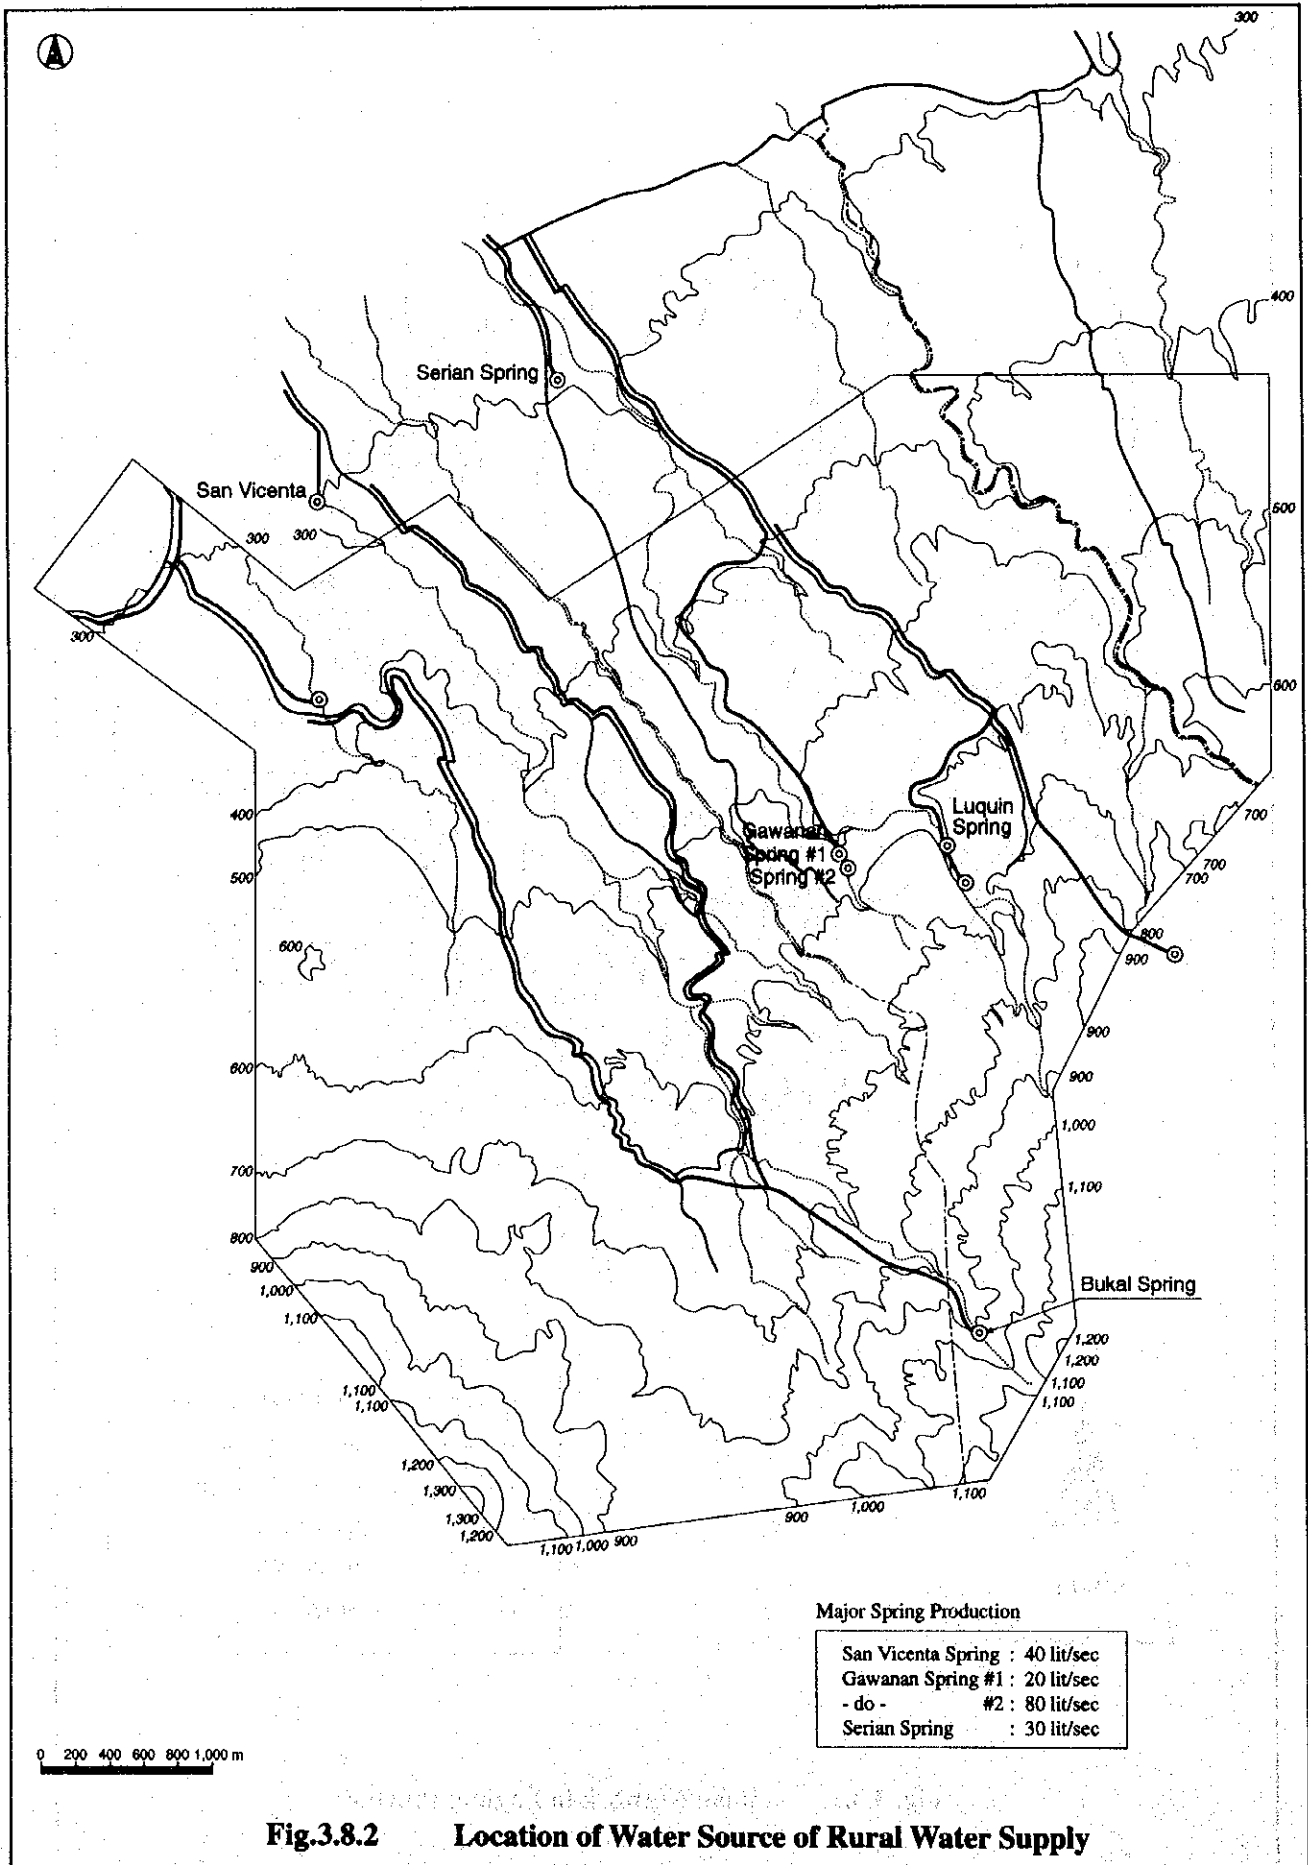 300
400
Serian Spring
San Vicenta
500
300
300
300
600
Luquin
Spring
400
700
Gawanan
Spring #1
Spring #2
700
500
700
800
600
900
900
600
900
1,000
700
1,100
800
900
1,000
Bukal Spring
1,100
1,200
1,200
1,100
1,100
1,100
1,100
1,200
1,300
1,300
1,200
1,100
1,000
900
900
1,000
1,100
Major Spring Production
San Vicenta Spring : 40 lit/sec
Gawanan Spring #1 : 20 lit/sec
- do - #2 : 80 lit/sec
Serian Spring : 30 lit/sec
0 200 400 600 800 1,000 m
Fig.3.8.2 Location of Water Source of Rural Water Supply